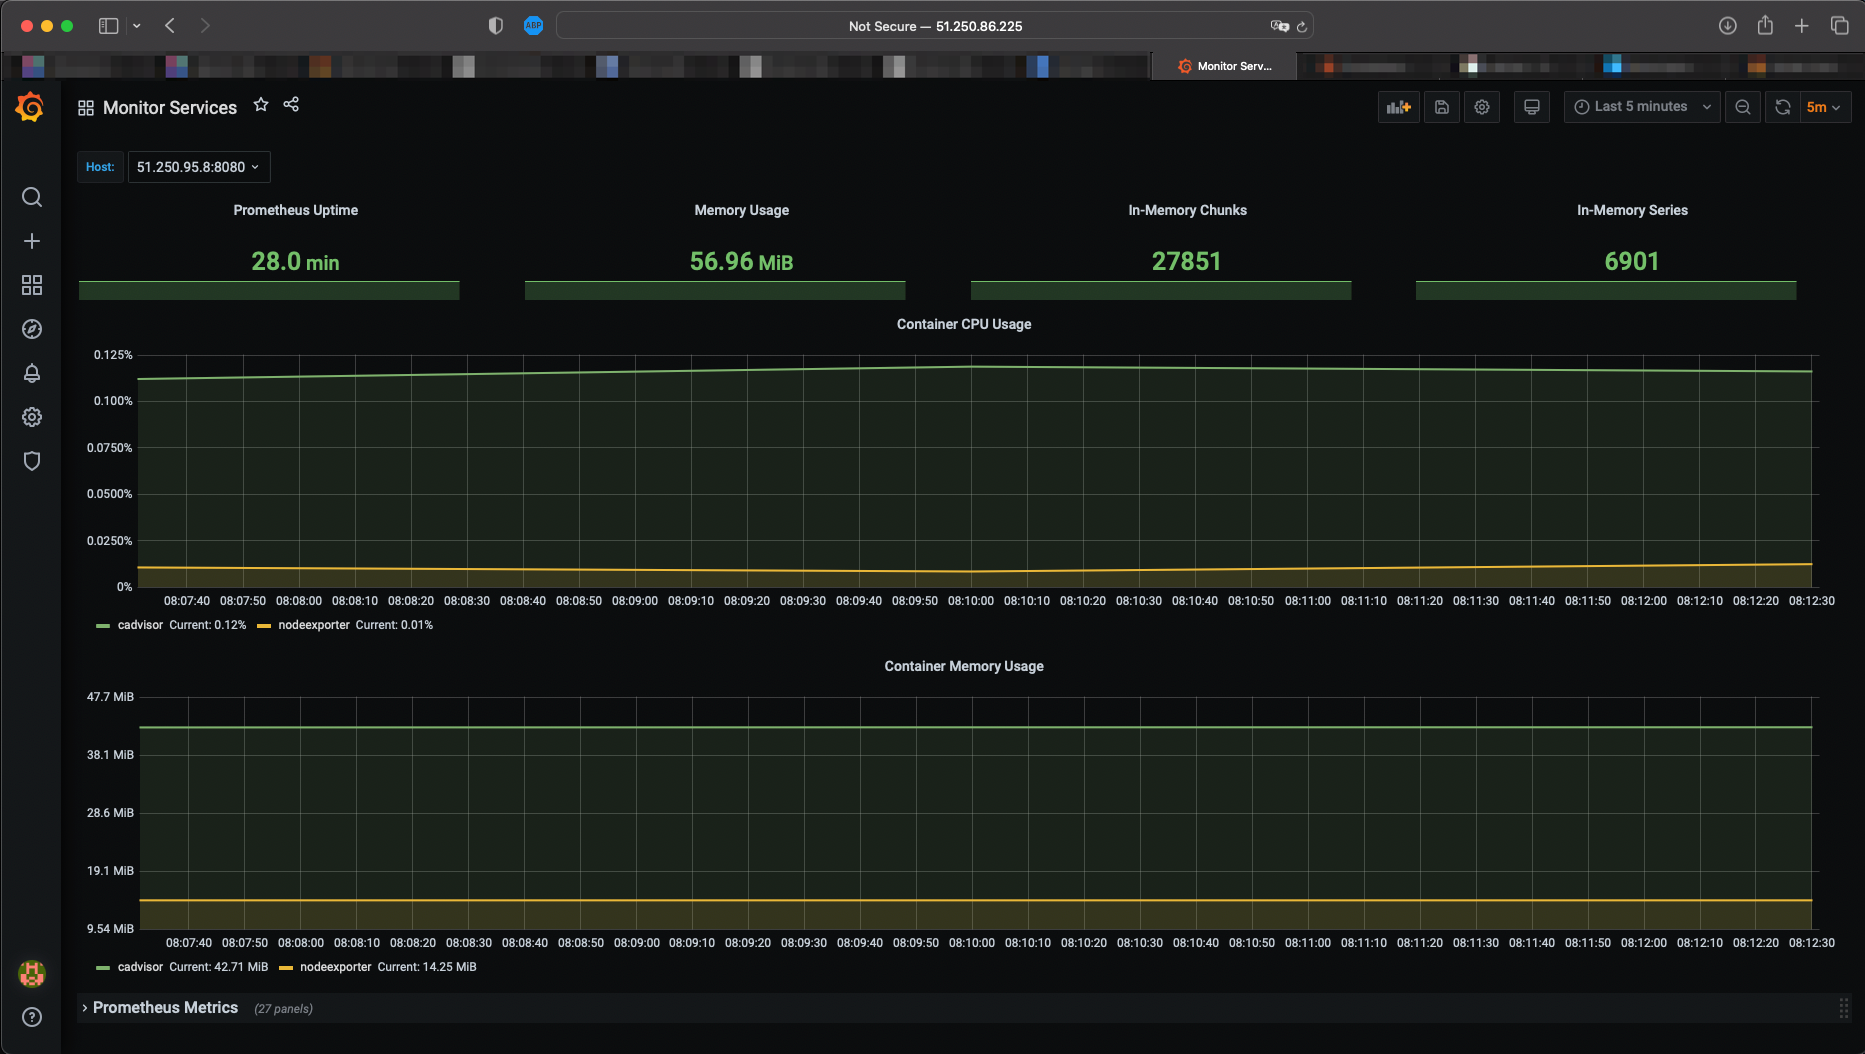 ABP
Not Secure — 51.250.86.225
Monitor Serv...
Monitor Services
Last 5 minutes
5m
Host:
51.250.95.8:8080
Prometheus Uptime
28.0 min
Memory Usage
56.96 MiB
In-Memory Chunks
27851
In-Memory Series
6901
Container CPU Usage
0.125%
0.100%
0.0750%
0.0500%
0.0250%
0%
08:07:40 08:07:50 08:08:00 08:08:10 08:08:20 08:08:30 08:08:40 08:08:50 08:09:00 08:09:10 08:09:20 08:09:30 08:09:40 08:09:50 08:10:00 08:10:10 08:10:20 08:10:30 08:10:40 08:10:50 08:11:00 08:11:10 08:11:20 08:11:30 08:11:40 08:11:50 08:12:00 08:12:10 08:12:20 08:12:30
cadvisor Current: 0.12% nodeexporter Current: 0.01%
Container Memory Usage
47.7 MiB
38.1 MiB
28.6 MiB
19.1 MiB
9.54 MiB
08:07:40 08:07:50 08:08:00 08:08:10 08:08:20 08:08:30 08:08:40 08:08:50 08:09:00 08:09:10 08:09:20 08:09:30 08:09:40 08:09:50 08:10:00 08:10:10 08:10:20 08:10:30 08:10:40 08:10:50 08:11:00 08:11:10 08:11:20 08:11:30 08:11:40 08:11:50 08:12:00 08:12:10 08:12:20 08:12:30
cadvisor Current: 42.71 MiB nodeexporter Current: 14.25 MiB
Prometheus Metrics (27 panels)